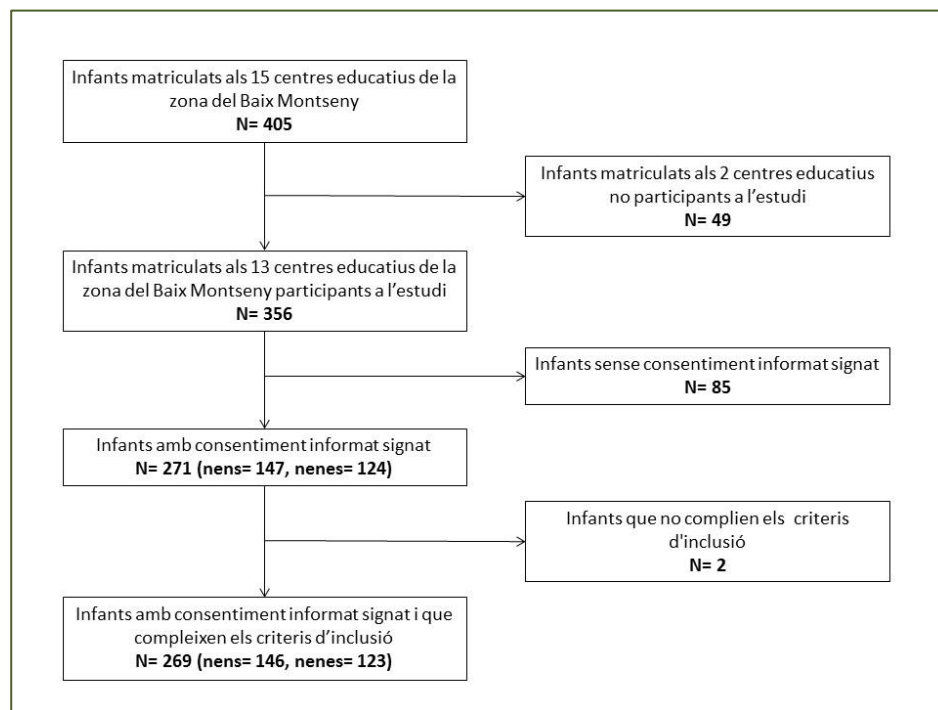 Infants matriculats als 15 centres educatius de la
zona del Baix Montseny
N= 405
Infants matriculats als 2 centres educatius
no participants a l’estudi
N= 49
Infants matriculats als 13 centres educatius de la
zona del Baix Montseny participants a l’estudi
N= 356
Infants sense consentiment informat signat
N= 85
Infants amb consentiment informat signat
N= 271 (nens= 147, nenes= 124)
Infants que no complien els criteris
d'inclusió
N= 2
Infants amb consentiment informat signat i que
compleixen els criteris d’inclusió
N= 269 (nens= 146, nenes= 123)